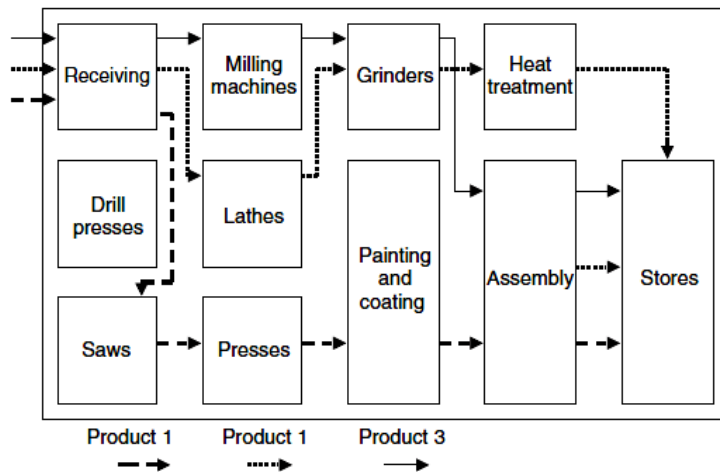 Receiving
Milling
machines
Grinders
Heat
treatment
Drill
presses
Lathes
Painting
and
coating
Assembly
Stores
Saws
Presses
Product 1
Product 1
Product 3